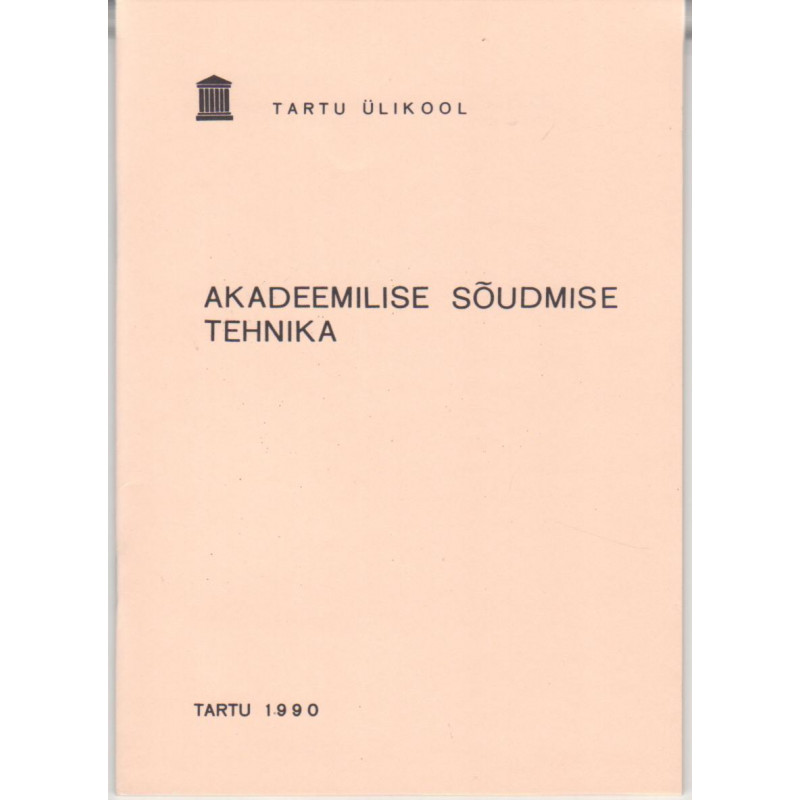 TARTU ÜLIKOOL
AKADEEMILISE SÕUDMISE
TEHNIKA
TARTU 1990